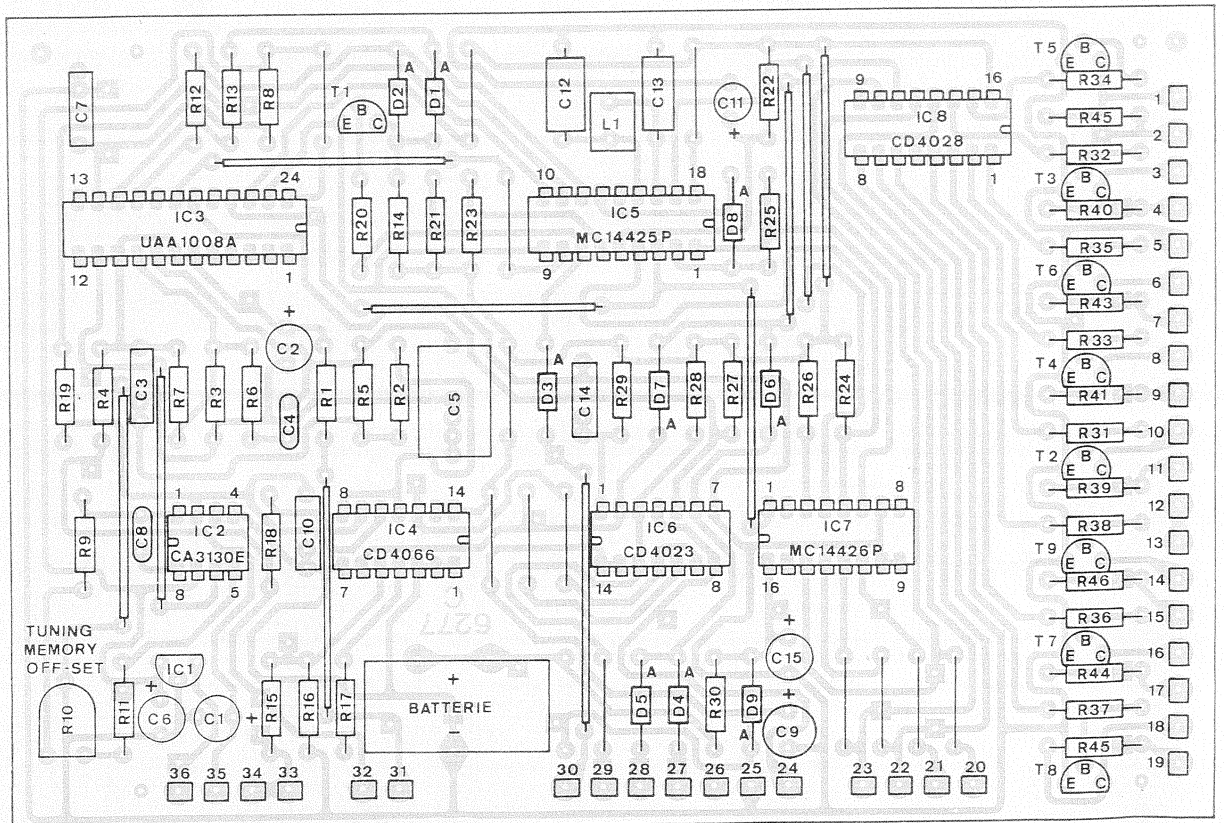 C7
R12
R13
R8
T1
B
E C
D2
A
D1
A
C12
L1
C13
C11
+
R22
9 16
IC8
CD4028
8 1
13 24
IC3
UAA1008A
12 1
R20
R14
R21
R23
10 18
IC5
MC14425P
9 1
A
D8
R25
+
C2
R19
R4
C3
R7
R3
R6
C4
R1
R5
R2
C5
A
D3
C14
R29
D7
A
R28
R27
D6
A
R26
R24
R9
C8
1 4
IC2
CA3130E
8 5
R18
C10
8 14
IC4
CD4066
7 1
1 7
IC6
CD4023
14 8
1 8
IC7
MC14426P
16 9
TUNING
MEMORY
OFF-SET
R10
R11
IC1
+
C6
C1
+
R15
R16
R17
+
BATTERIE
−
A
D5
A
D4
R30
D9
A
+
C15
+
C9
36 35 34 33 32 31 30 29 28 27 26 25 24 23 22 21 20
T5
B
E C
R34
R45
R32
T3
B
E C
R40
R35
T6
B
E C
R43
R33
T4
B
E C
R41
R31
T2
B
E C
R39
R38
T9
B
E C
R46
R36
T7
B
E C
R44
R37
R45
T8
B
E C
1
2
3
4
5
6
7
8
9
10
11
12
13
14
15
16
17
18
19